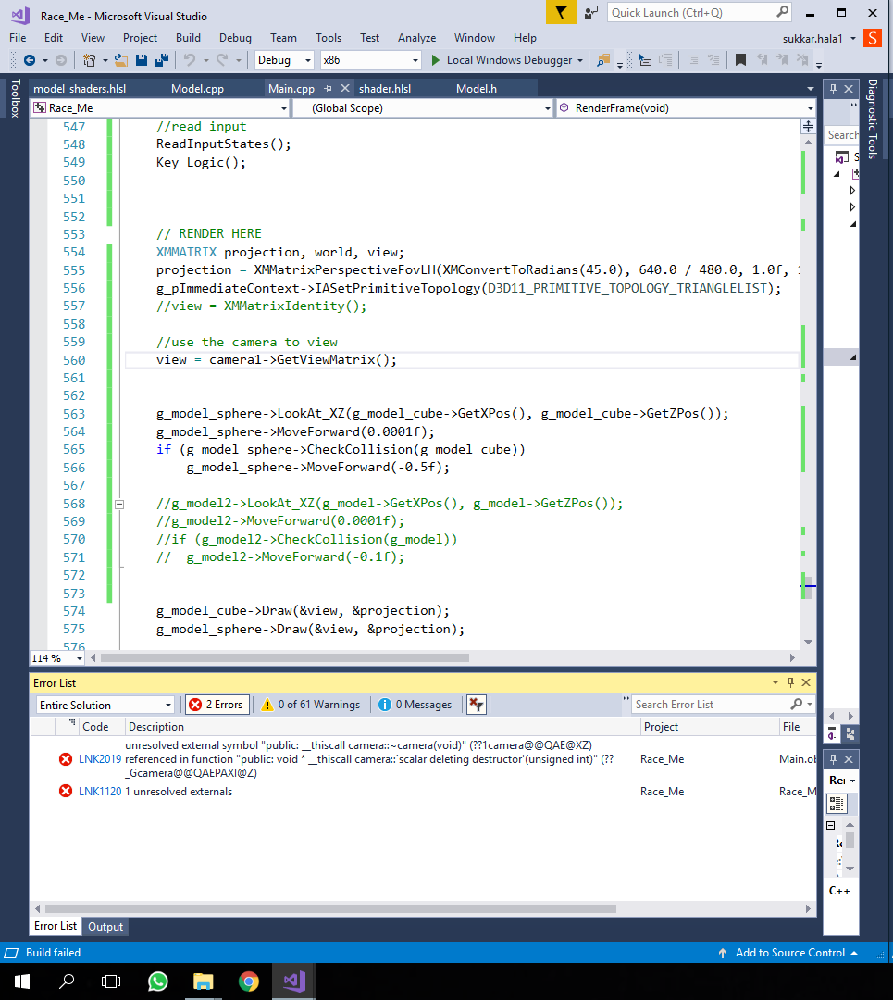 Race_Me - Microsoft Visual Studio
Quick Launch (Ctrl+Q)
File Edit View Project Build Debug Team Tools Test Analyze Window Help
sukkar.hala1 S
Debug x86 Local Windows Debugger
Toolbox
model_shaders.hlsl Model.cpp Main.cpp shader.hlsl Model.h
Race_Me (Global Scope) RenderFrame(void)
Diagnostic Tools
Search
547 //read input
548 ReadInputStates();
549 Key_Logic();
550
551
552
553 // RENDER HERE
554 XMMATRIX projection, world, view;
555 projection = XMMatrixPerspectiveFovLH(XMConvertToRadians(45.0), 640.0 / 480.0, 1.0f, 1
556 g_pImmediateContext->IASetPrimitiveTopology(D3D11_PRIMITIVE_TOPOLOGY_TRIANGLELIST);
557 //view = XMMatrixIdentity();
558
559 //use the camera to view
560 view = camera1->GetViewMatrix();
561
562
563 g_model_sphere->LookAt_XZ(g_model_cube->GetXPos(), g_model_cube->GetZPos());
564 g_model_sphere->MoveForward(0.0001f);
565 if (g_model_sphere->CheckCollision(g_model_cube))
566 g_model_sphere->MoveForward(-0.5f);
567
568 //g_model2->LookAt_XZ(g_model->GetXPos(), g_model->GetZPos());
569 //g_model2->MoveForward(0.0001f);
570 //if (g_model2->CheckCollision(g_model))
571 // g_model2->MoveForward(-0.1f);
572
573
574 g_model_cube->Draw(&view, &projection);
575 g_model_sphere->Draw(&view, &projection);
576
114 %
Error List
Entire Solution 2 Errors 0 of 61 Warnings 0 Messages Search Error List
Code Description Project File
unresolved external symbol "public: __thiscall camera::~camera(void)" (??1camera@@QAE@XZ)
LNK2019 referenced in function "public: void * __thiscall camera::`scalar deleting destructor'(unsigned int)" (?? Race_Me Main.ob
_Gcamera@@QAEPAXI@Z)
LNK1120 1 unresolved externals Race_Me Race_M
Rei
C++
Error List Output
Build failed Add to Source Control